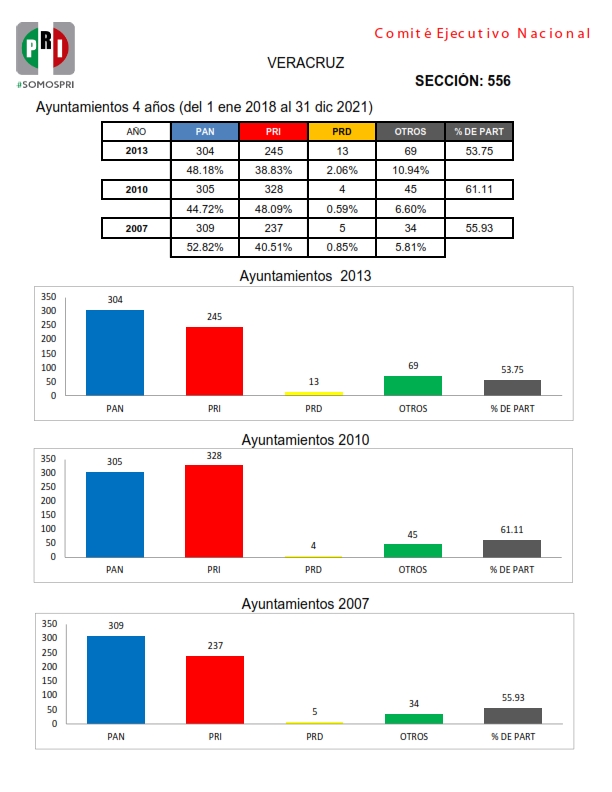 Comité Ejecutivo Nacional
PRI
#SOMOSPRI
VERACRUZ
SECCIÓN: 556
Ayuntamientos 4 años (del 1 ene 2018 al 31 dic 2021)
AÑO PAN PRI PRD OTROS % DE PART
2013 304 245 13 69 53.75
48.18% 38.83% 2.06% 10.94%
2010 305 328 4 45 61.11
44.72% 48.09% 0.59% 6.60%
2007 309 237 5 34 55.93
52.82% 40.51% 0.85% 5.81%
Ayuntamientos 2013
350
300
250
200
150
100
50
0
304 245 13 69 53.75
PAN PRI PRD OTROS % DE PART
Ayuntamientos 2010
350
300
250
200
150
100
50
0
305 328 4 45 61.11
PAN PRI PRD OTROS % DE PART
Ayuntamientos 2007
350
300
250
200
150
100
50
0
309 237 5 34 55.93
PAN PRI PRD OTROS % DE PART